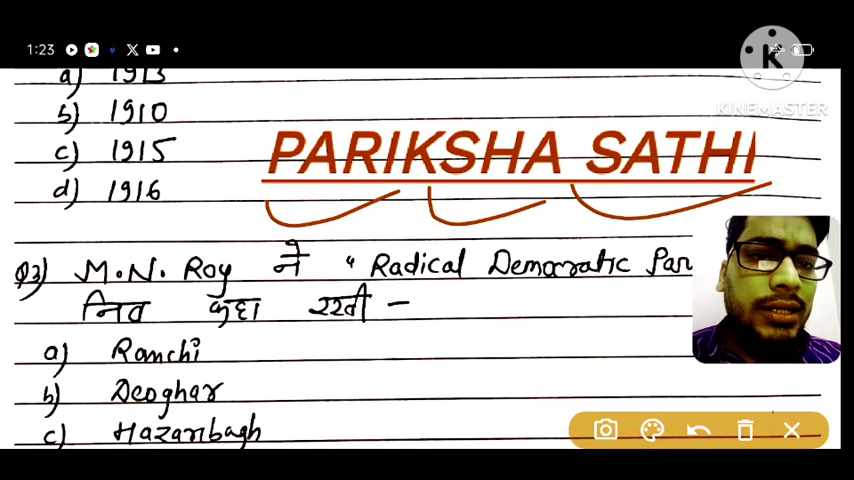 1:23
KINEMASTER
a) 1913
b) 1910
c) 1915
d) 1916
PARIKSHA SATHI
Q3) M.N. Roy ने " Radical Democratic Par
निव कहा रखी -
a) Ranchi
b) Deoghar
c) Hazaribagh